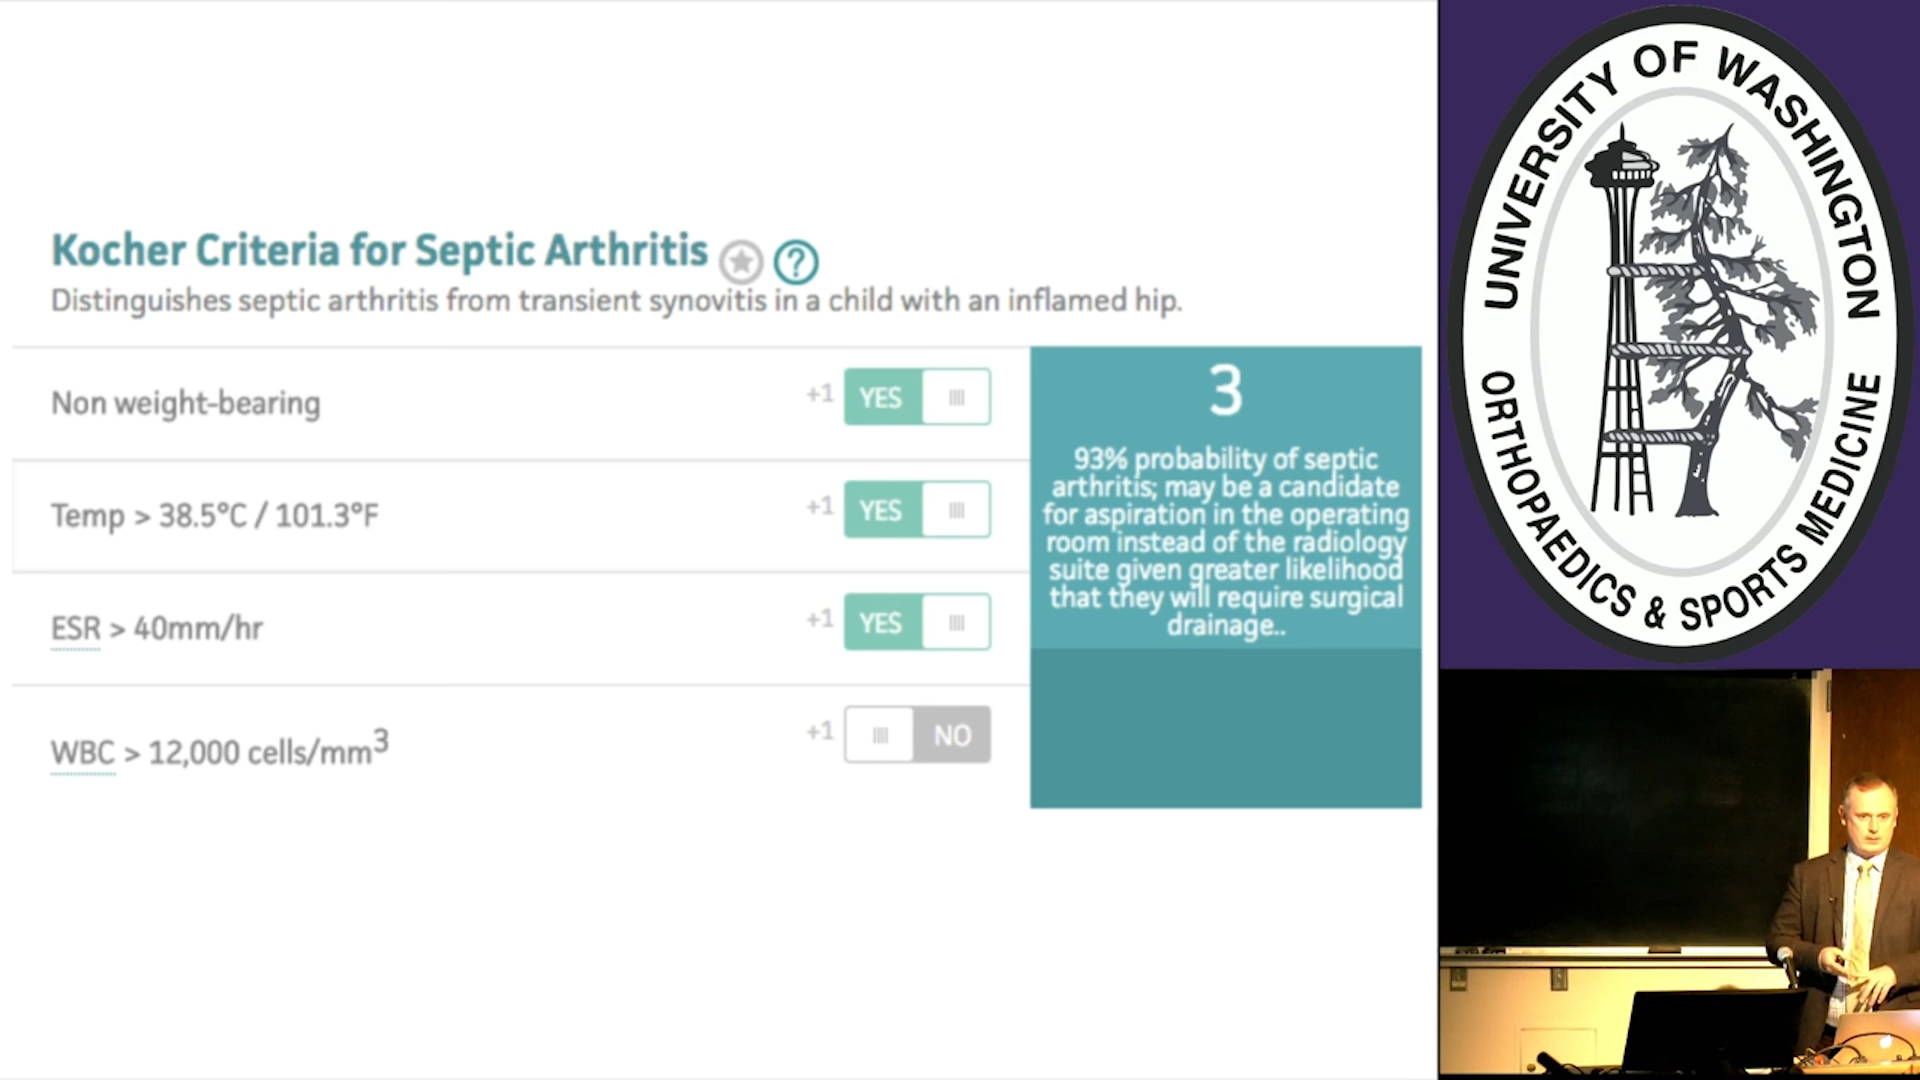 Kocher Criteria for Septic Arthritis ?
Distinguishes septic arthritis from transient synovitis in a child with an inflamed hip.
Non weight-bearing +1 YES
Temp > 38.5°C / 101.3°F +1 YES
ESR > 40mm/hr +1 YES
WBC > 12,000 cells/mm3 +1 NO
3
93% probability of septic
arthritis; may be a candidate
for aspiration in the operating
room instead of the radiology
suite given greater likelihood
that they will require surgical
drainage..
UNIVERSITY OF WASHINGTON
ORTHOPAEDICS & SPORTS MEDICINE